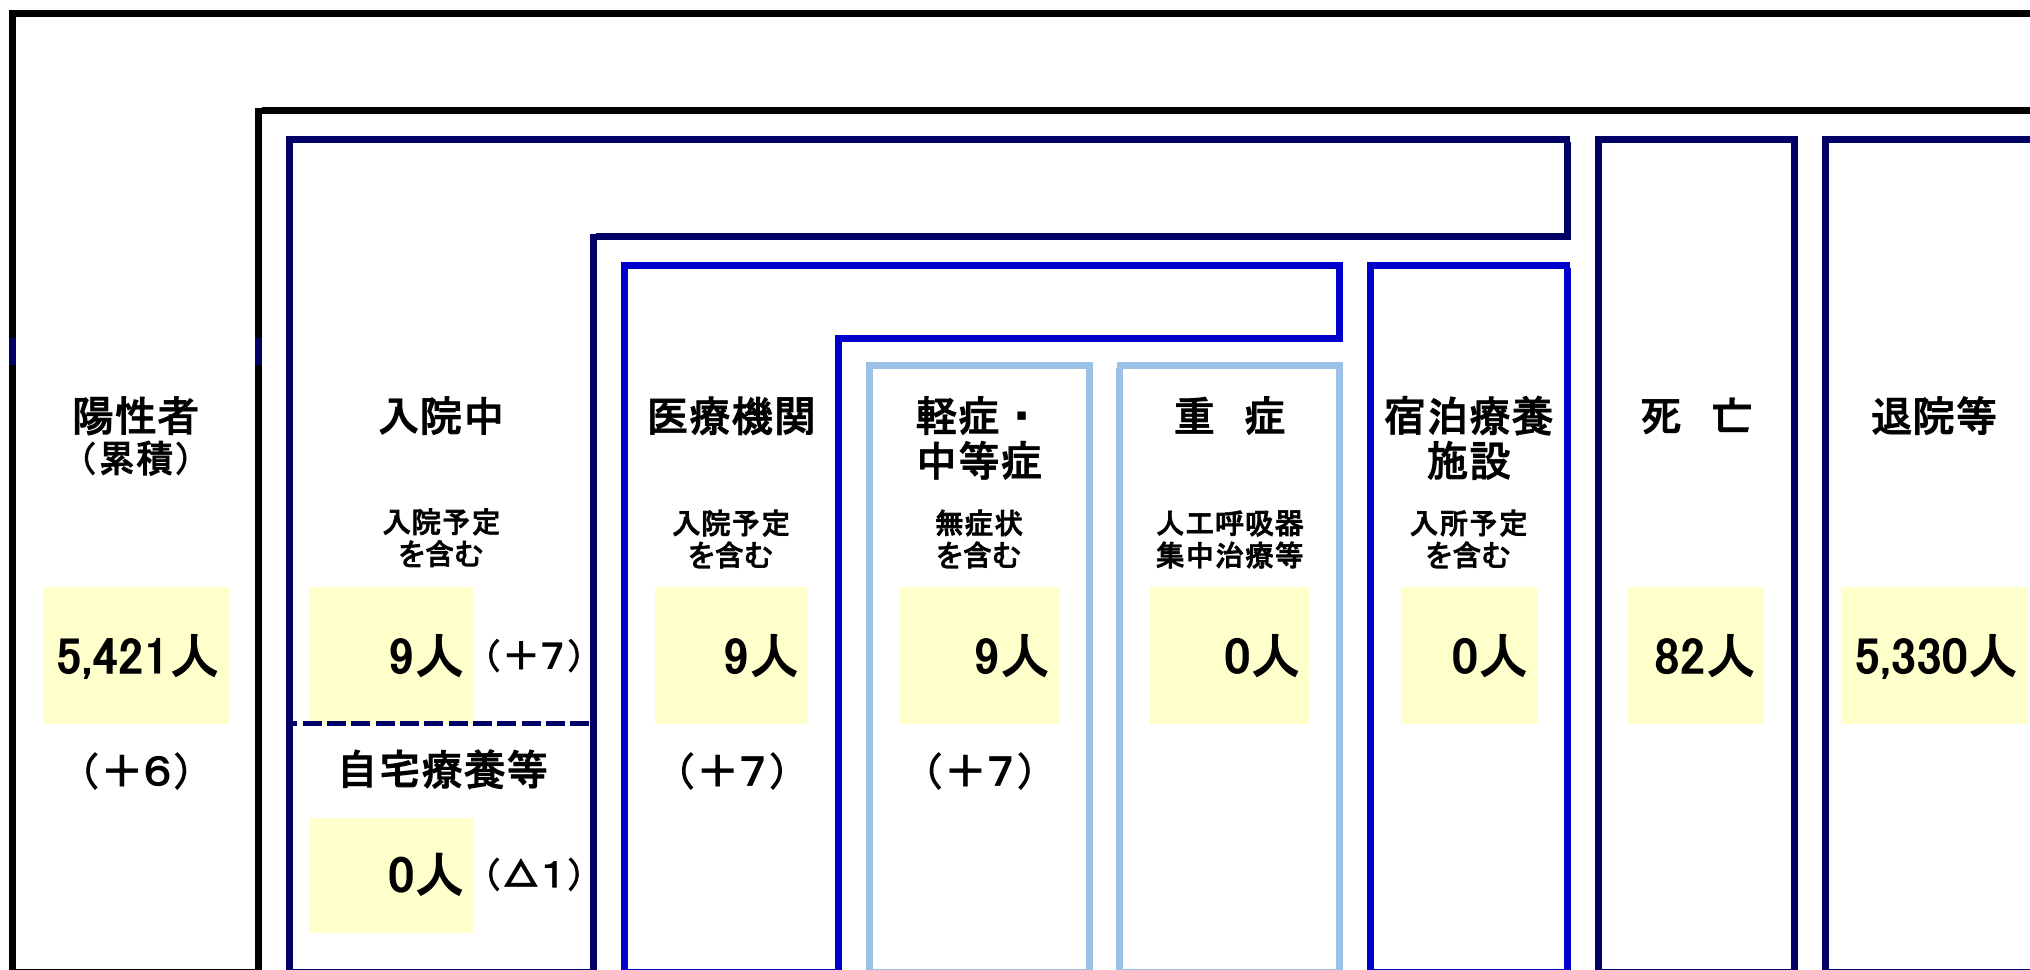 陽性者
（累積）
5,421人
（＋6）
入院中
入院予定
を含む
9人（＋7）
自宅療養等
0人（△1）
医療機関
入院予定
を含む
9人
（＋7）
軽症・
中等症
無症状
を含む
9人
（＋7）
重　症
人工呼吸器
集中治療等
0人
宿泊療養
施設
入所予定
を含む
0人
死　亡
82人
退院等
5,330人